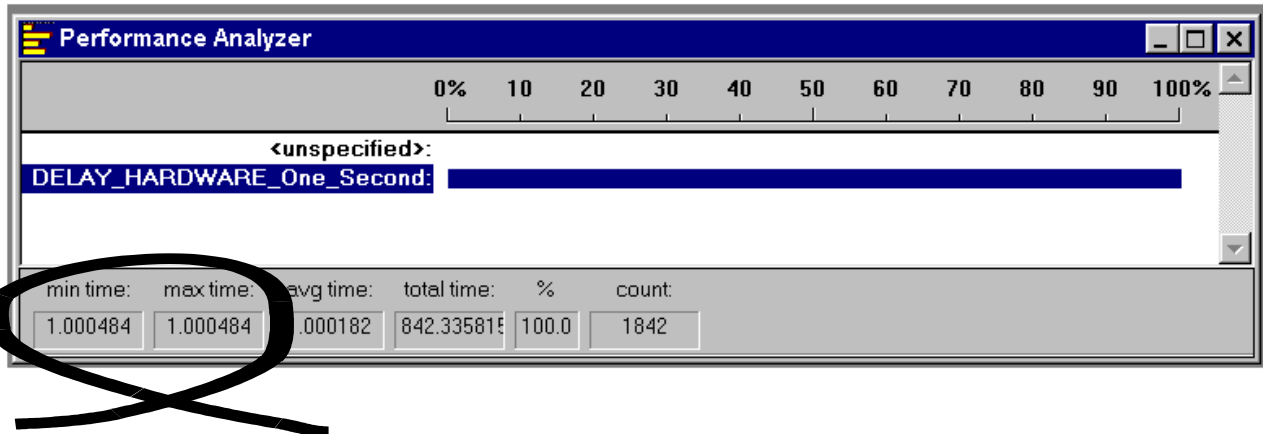 Performance Analyzer
0% 10 20 30 40 50 60 70 80 90 100%
<unspecified>:
DELAY_HARDWARE_One_Second:
min time: max time: avg time: total time: % count:
1.000484 1.000484 .000182 842.335815 100.0 1842